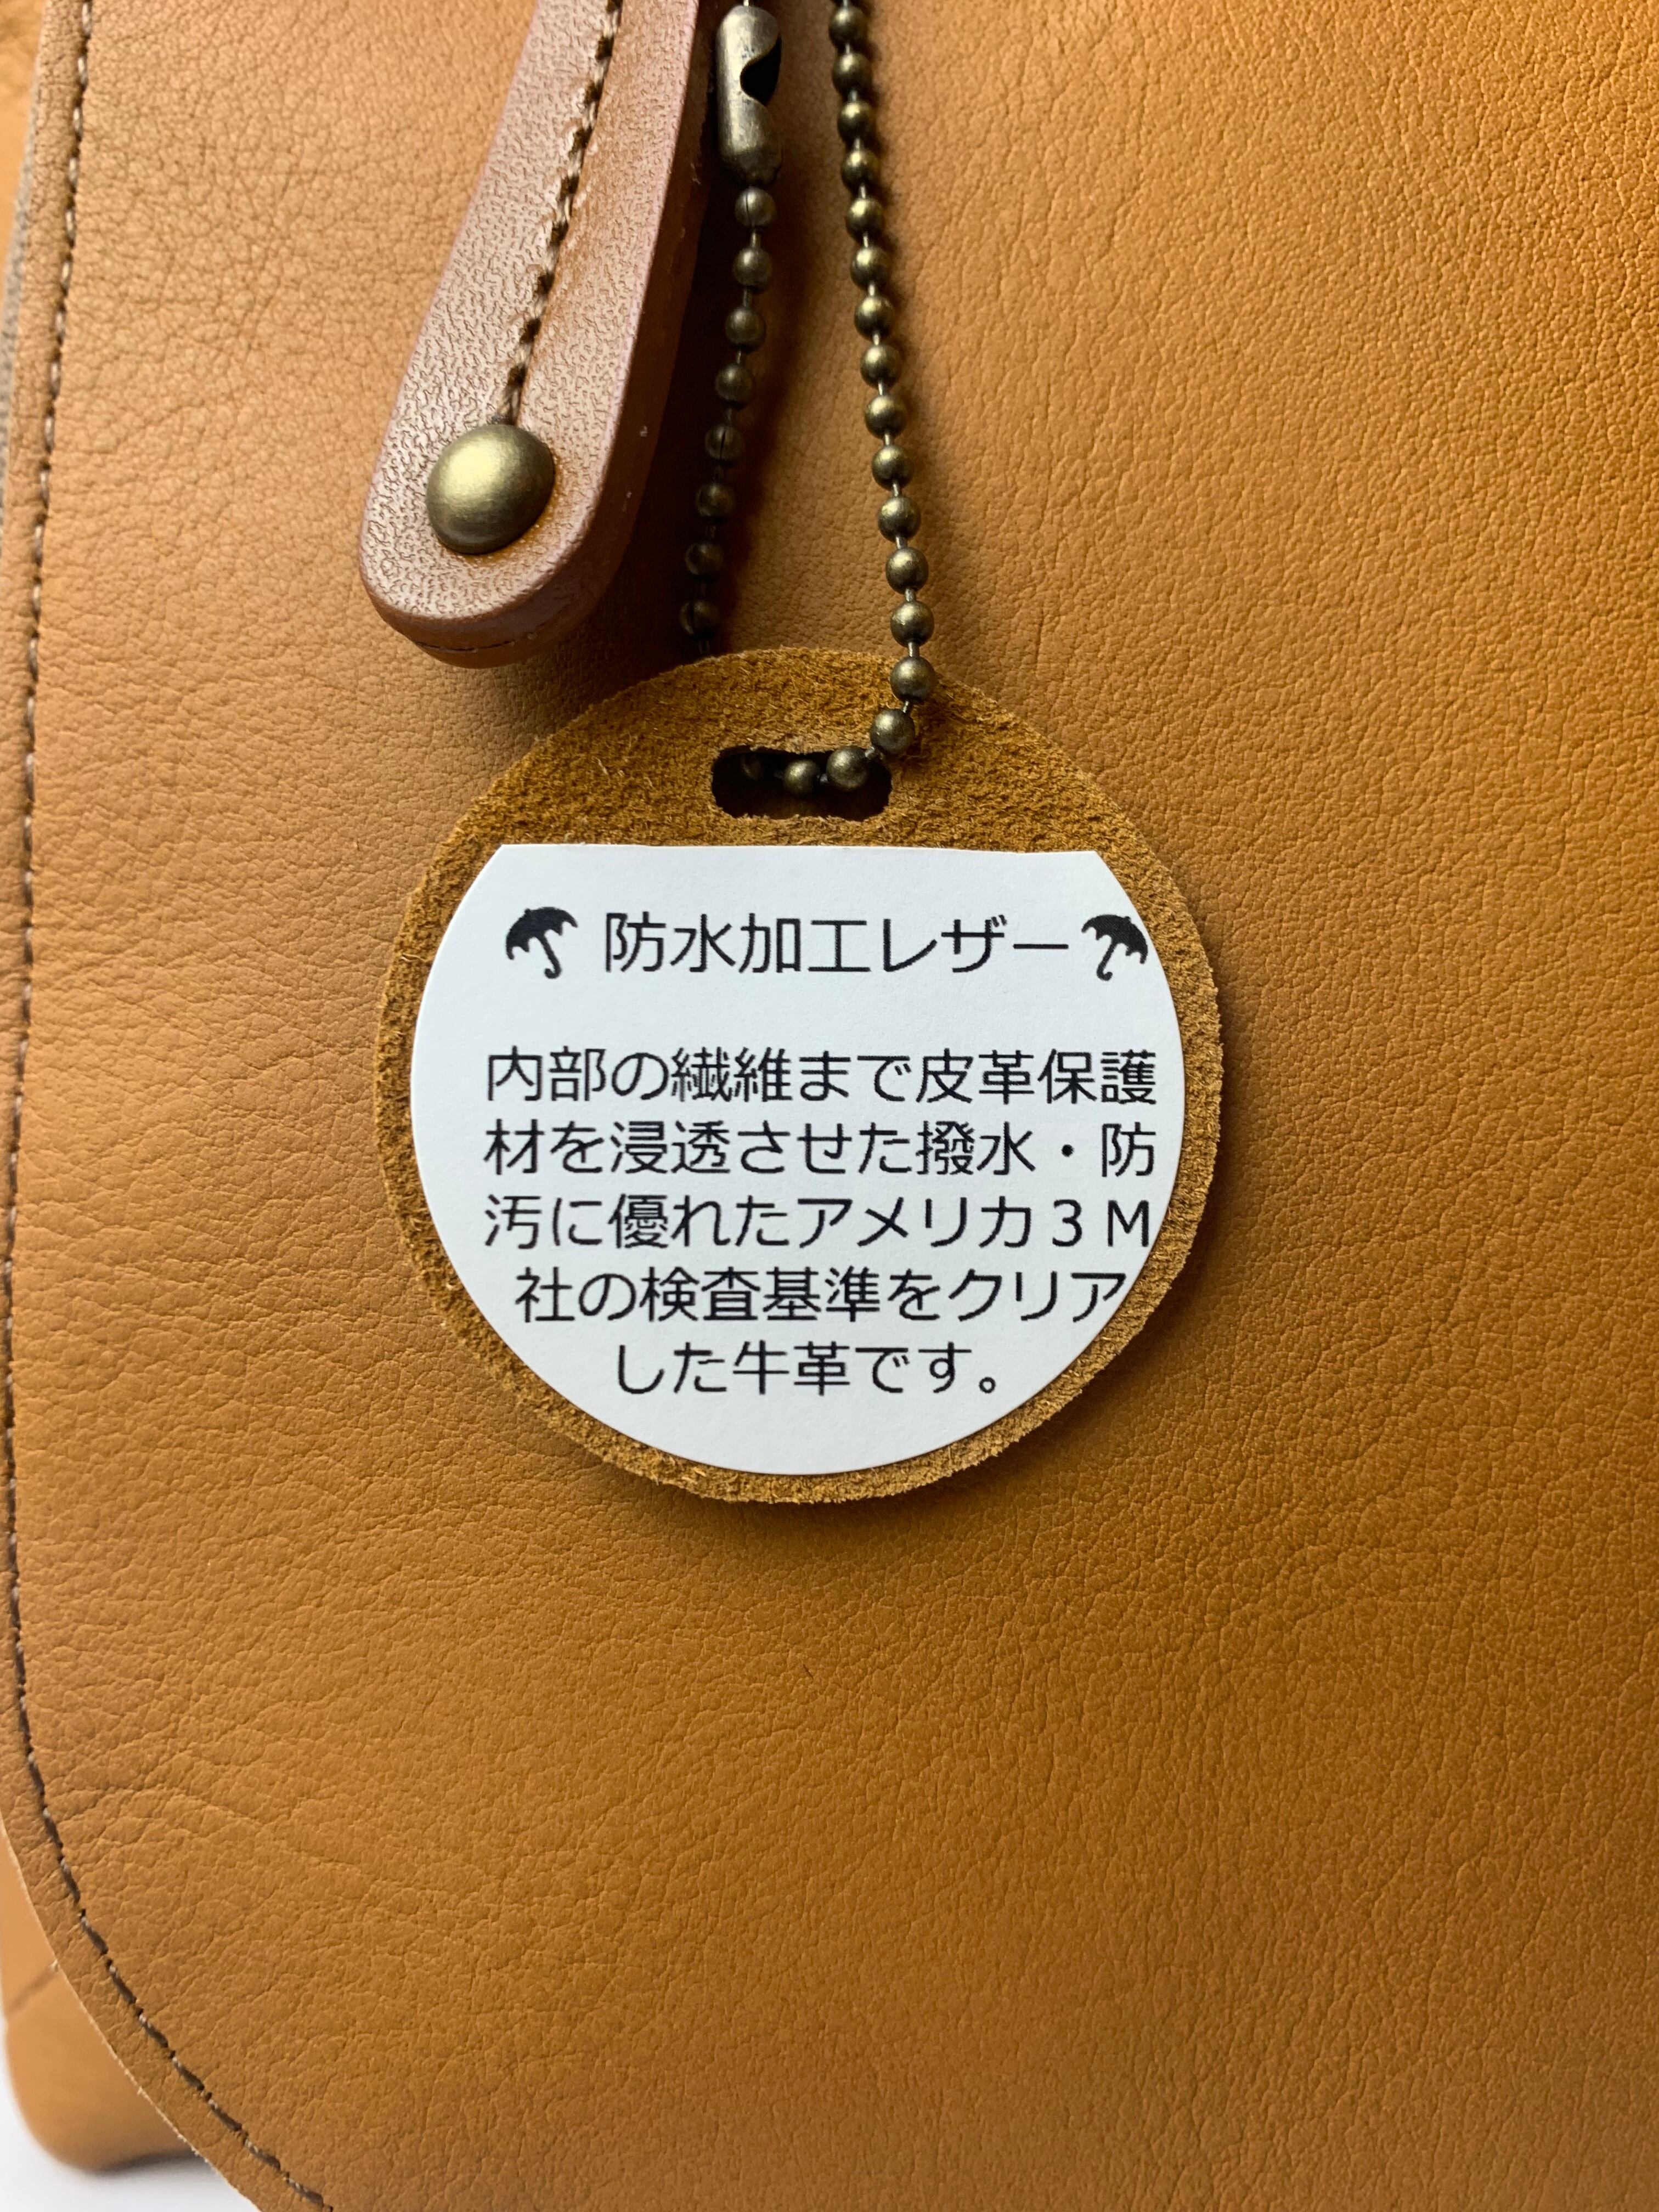 防水加工レザー
内部の繊維まで皮革保護
材を浸透させた撥水・防
汚に優れたアメリカ３Ｍ
社の検査基準をクリア
した牛革です。